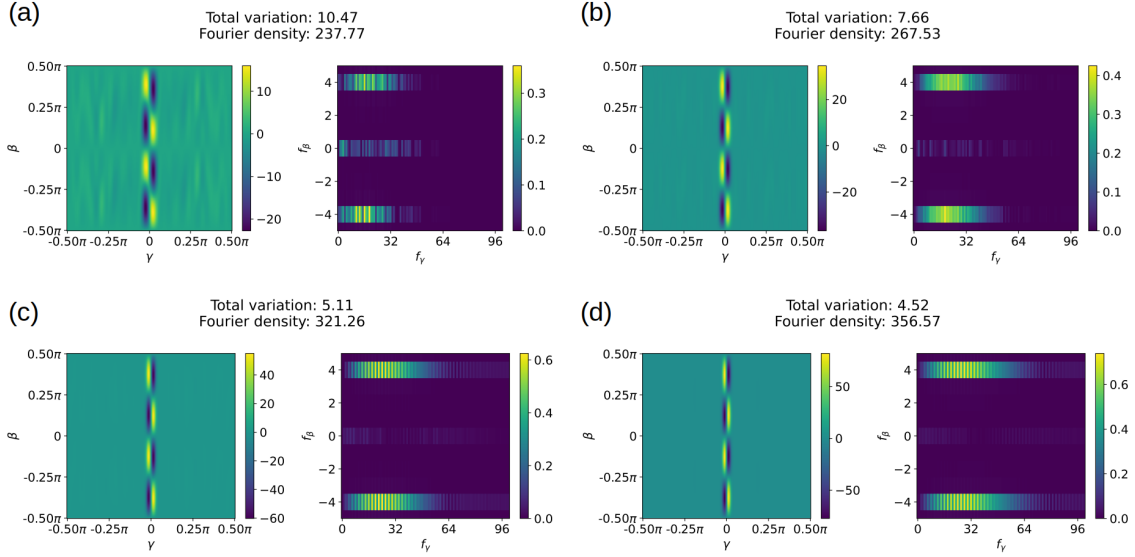 (a)
Total variation: 10.47
Fourier density: 237.77
0.50π
0.25π
0
-0.25π
-0.50π
β
-0.50π -0.25π 0 0.25π 0.50π
γ
10
0
−10
−20
4
2
0
−2
−4
fβ
0 32 64 96
fγ
0.3
0.2
0.1
0.0
(b)
Total variation: 7.66
Fourier density: 267.53
0.50π
0.25π
0
-0.25π
-0.50π
β
-0.50π -0.25π 0 0.25π 0.50π
γ
20
0
−20
4
2
0
−2
−4
fβ
0 32 64 96
fγ
0.4
0.3
0.2
0.1
0.0
(c)
Total variation: 5.11
Fourier density: 321.26
0.50π
0.25π
0
-0.25π
-0.50π
β
-0.50π -0.25π 0 0.25π 0.50π
γ
40
20
0
−20
−40
−60
4
2
0
−2
−4
fβ
0 32 64 96
fγ
0.6
0.4
0.2
0.0
(d)
Total variation: 4.52
Fourier density: 356.57
0.50π
0.25π
0
-0.25π
-0.50π
β
-0.50π -0.25π 0 0.25π 0.50π
γ
50
0
−50
4
2
0
−2
−4
fβ
0 32 64 96
fγ
0.6
0.4
0.2
0.0